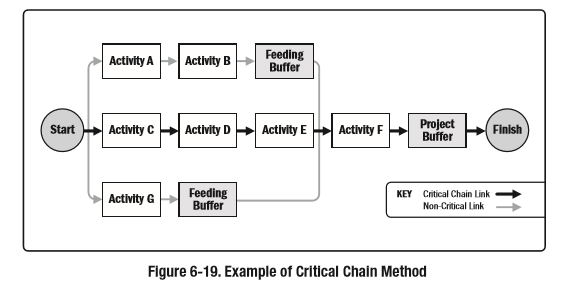 Activity A
Activity B
Feeding
Buffer
Start
Activity C
Activity D
Activity E
Activity F
Project
Buffer
Finish
Activity G
Feeding
Buffer
KEY Critical Chain Link
Non-Critical Link
Figure 6-19. Example of Critical Chain Method